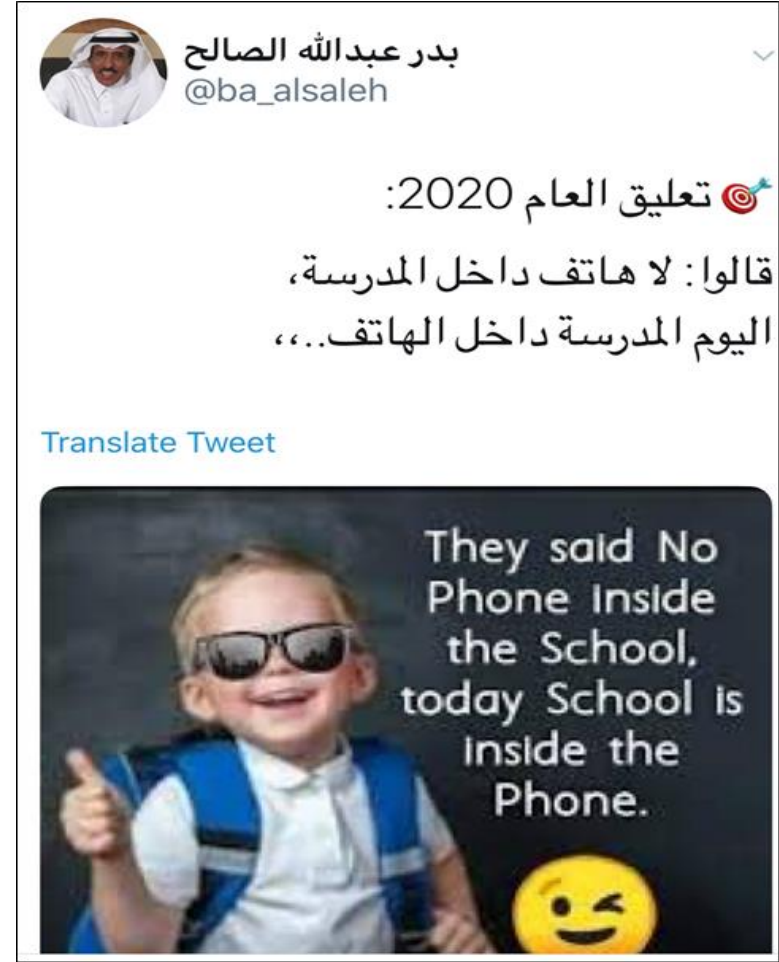 بدر عبدالله الصالح
@ba_alsaleh
🎯 تعليق العام 2020:
قالوا: لا هاتف داخل المدرسة،
اليوم المدرسة داخل الهاتف..،،
Translate Tweet
They said No
Phone inside
the School,
today School is
inside the
Phone.